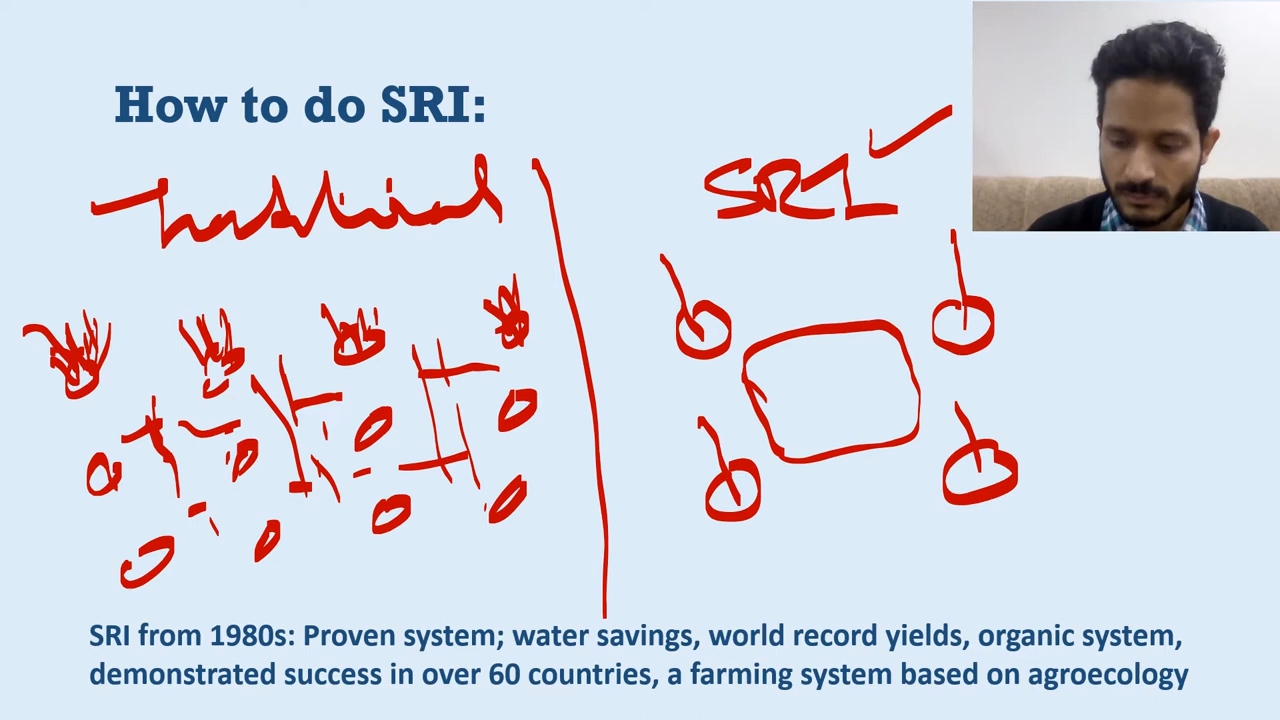 How to do SRI:
SRI
SRI from 1980s: Proven system; water savings, world record yields, organic system,
demonstrated success in over 60 countries, a farming system based on agroecology